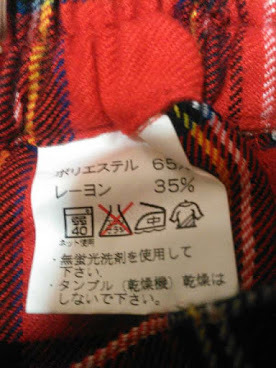 ポリエステル 65%
レーヨン 35%
40
ネット使用
・無蛍光洗剤を使用して
下さい。
・タンブル（乾燥機）乾燥は
しないで下さい。